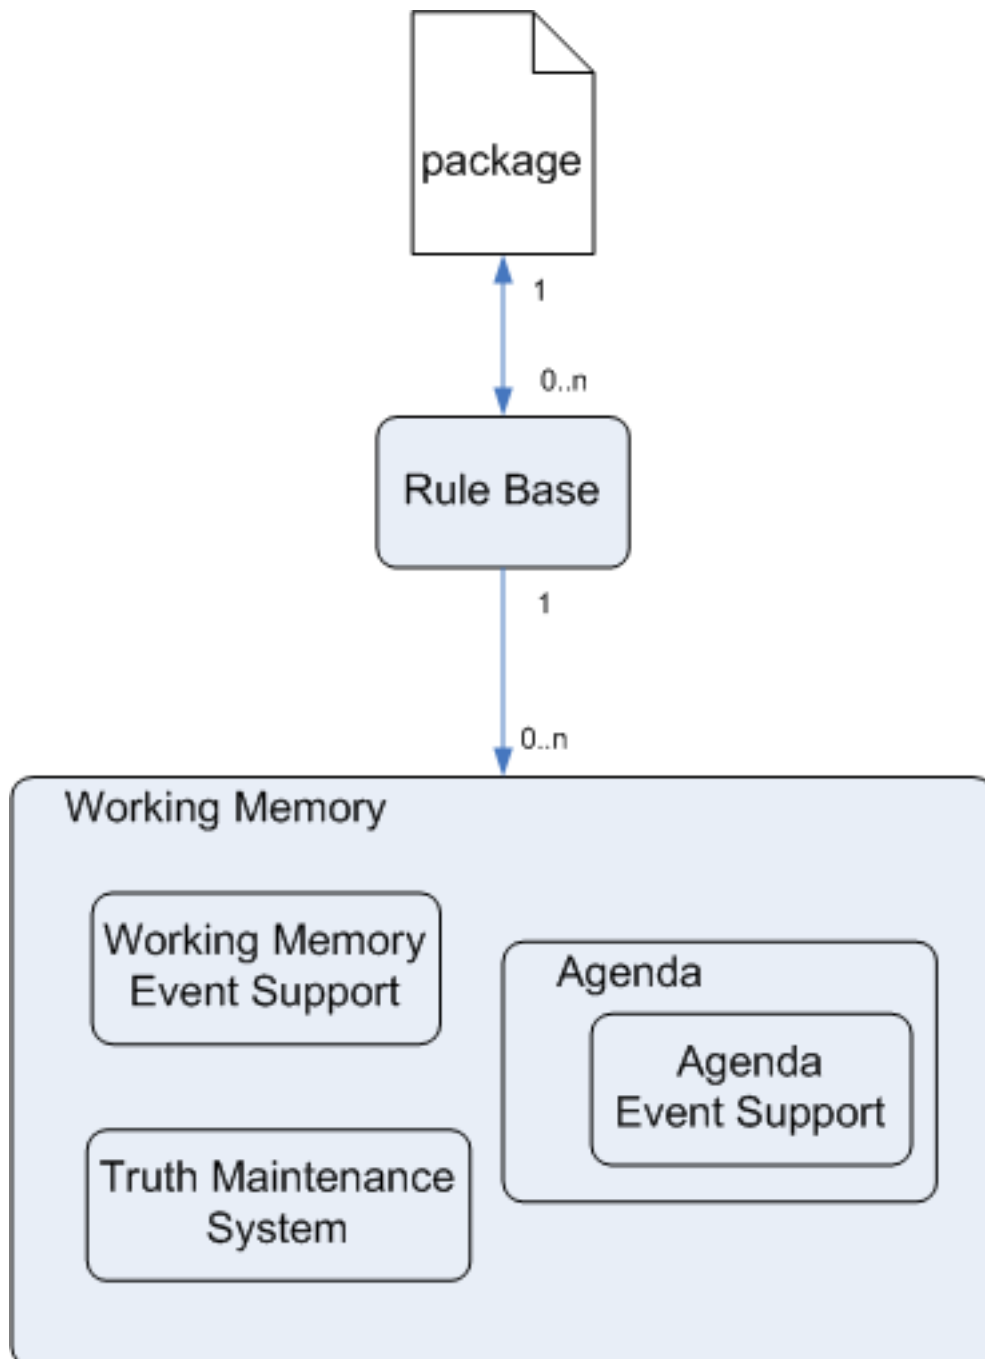 package
1
0..n
Rule Base
1
0..n
Working Memory
Working Memory
Event Support
Agenda
Agenda
Event Support
Truth Maintenance
System